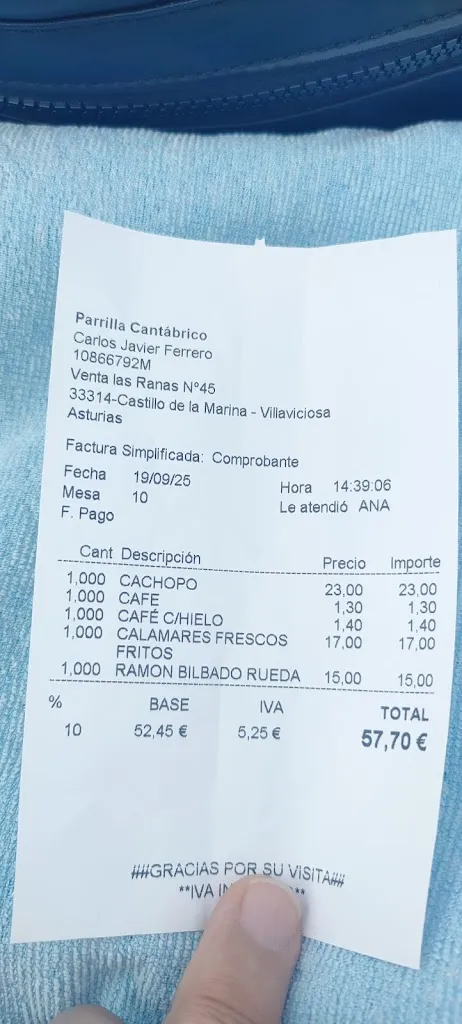 Parrilla Cantábrico
Carlos Javier Ferrero
10866792M
Venta las Ranas Nº45
33314-Castillo de la Marina - Villaviciosa
Asturias
Factura Simplificada: Comprobante
Fecha 19/09/25 Hora 14:39:06
Mesa 10 Le atendió ANA
F. Pago
Cant Descripción Precio Importe
1,000 CACHOPO 23,00 23,00
1,000 CAFE 1,30 1,30
1,000 CAFÉ C/HIELO 1,40 1,40
1,000 CALAMARES FRESCOS 17,00 17,00
FRITOS
1,000 RAMON BILBADO RUEDA 15,00 15,00
% BASE IVA TOTAL
10 52,45 € 5,25 € 57,70 €
##GRACIAS POR SU VISITA##
**IVA **